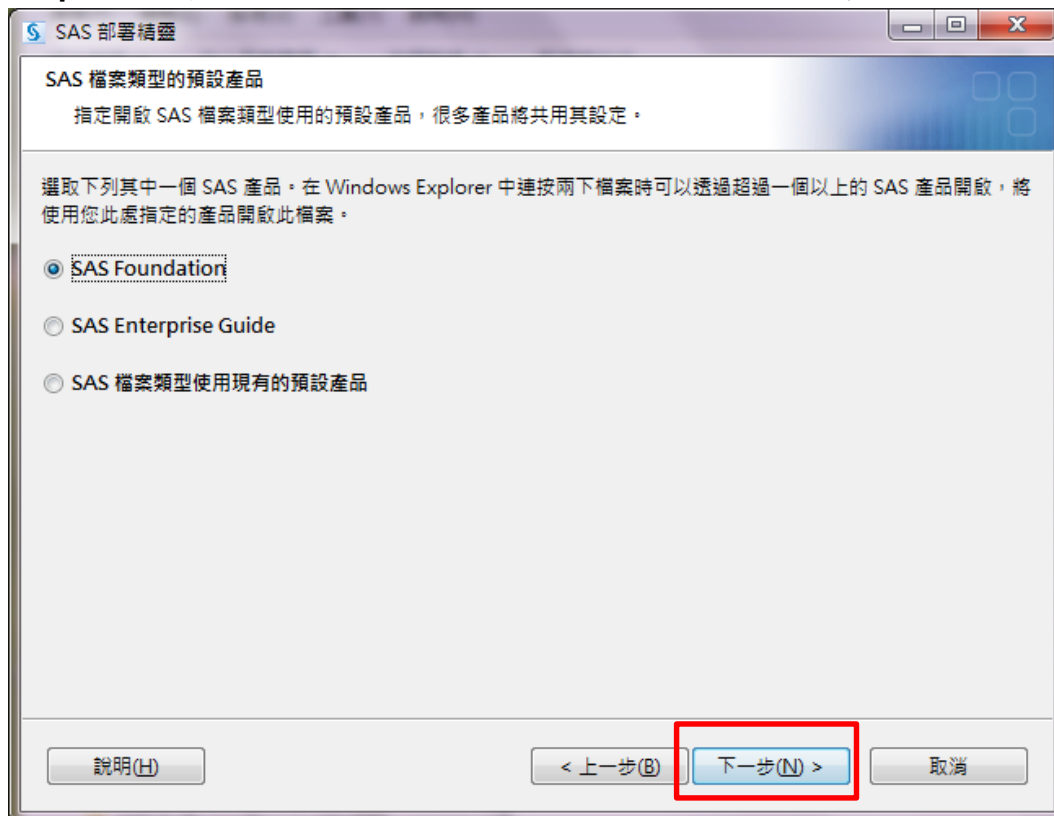 SAS 部署精靈
SAS 檔案類型的預設產品
指定開啟 SAS 檔案類型使用的預設產品，很多產品將共用其設定。
選取下列其中一個 SAS 產品。在 Windows Explorer 中連按兩下檔案時可以透過超過一個以上的 SAS 產品開啟，將
使用您此處指定的產品開啟此檔案。
SAS Foundation
SAS Enterprise Guide
SAS 檔案類型使用現有的預設產品
說明(H) < 上一步(B) 下一步(N) > 取消